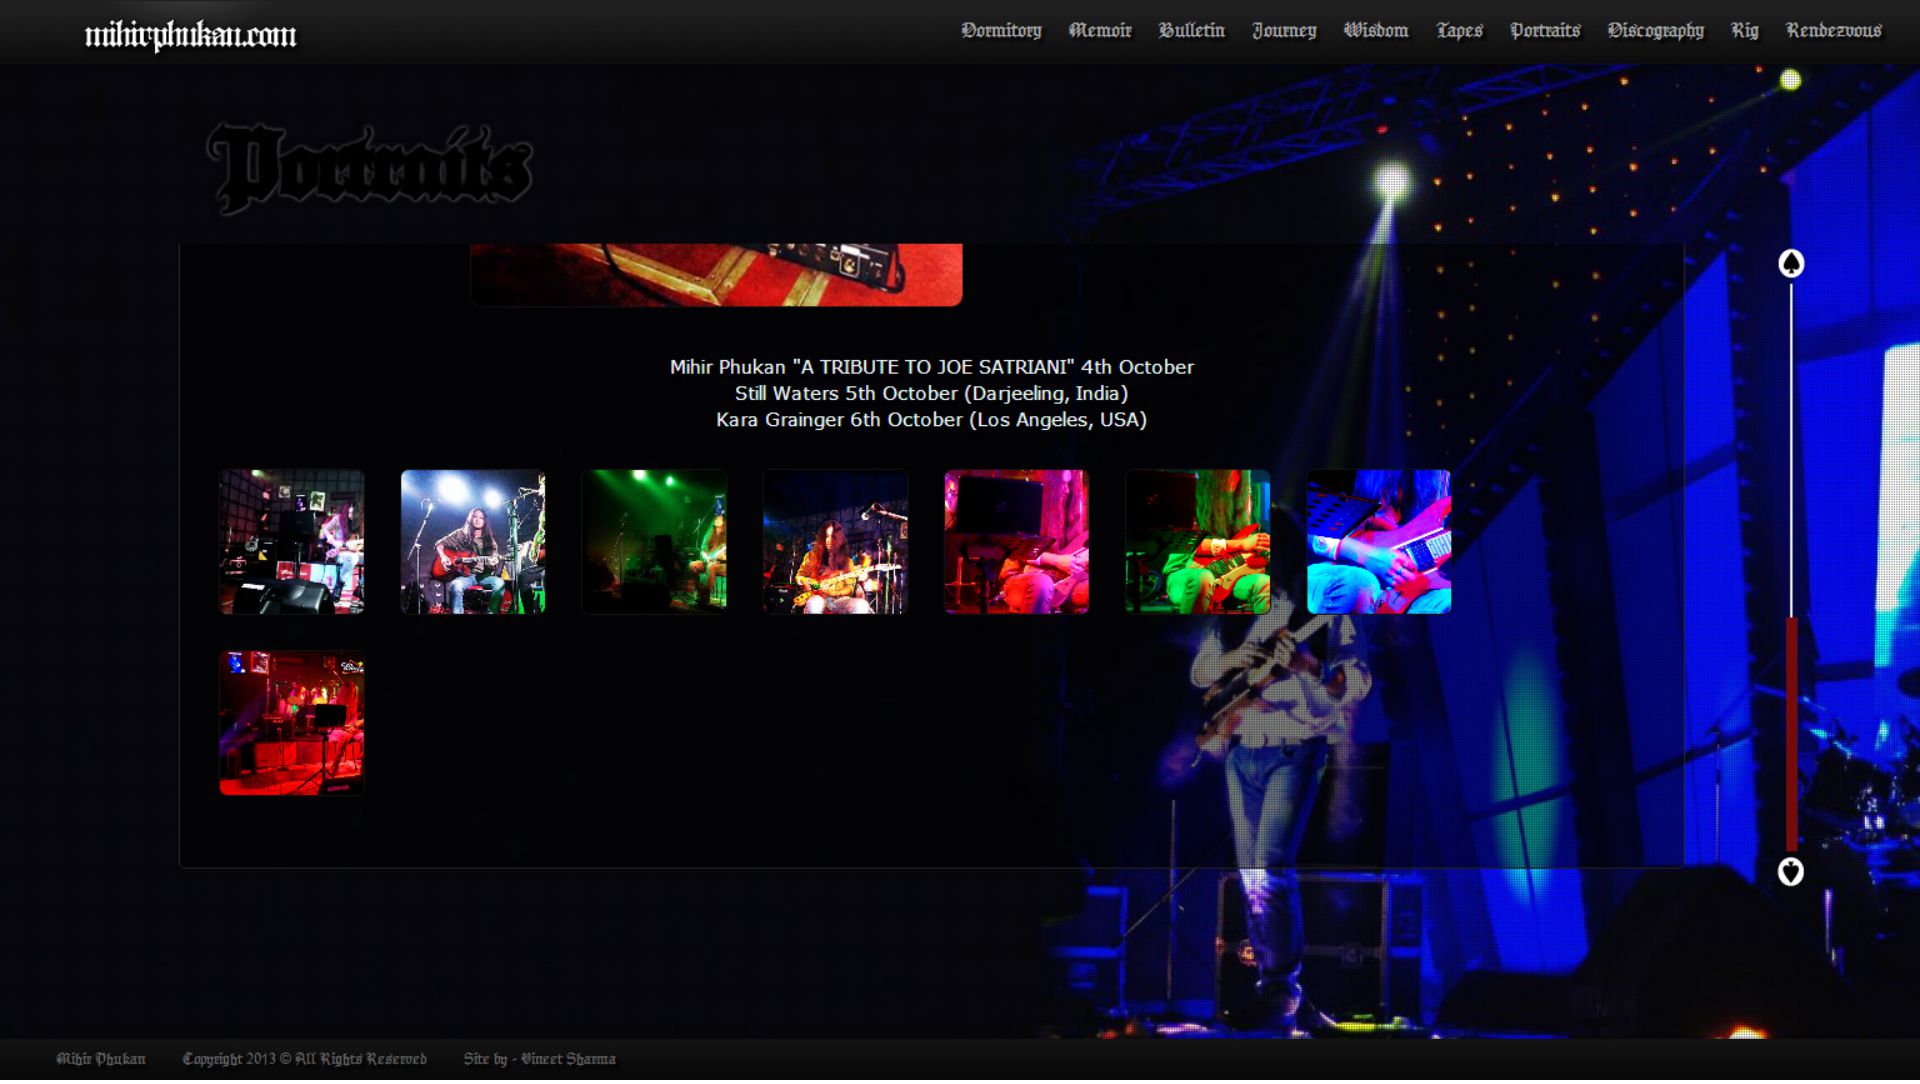 mihirphukan.com
Dormitory Memoir Bulletin Journey Wisdom Tapes Portraits Discography Rig Rendezvous
Portraits
Mihir Phukan "A TRIBUTE TO JOE SATRIANI" 4th October
Still Waters 5th October (Darjeeling, India)
Kara Grainger 6th October (Los Angeles, USA)
Mihir Phukan Copyright 2013 © All Rights Reserved Site by - Vineet Sharma